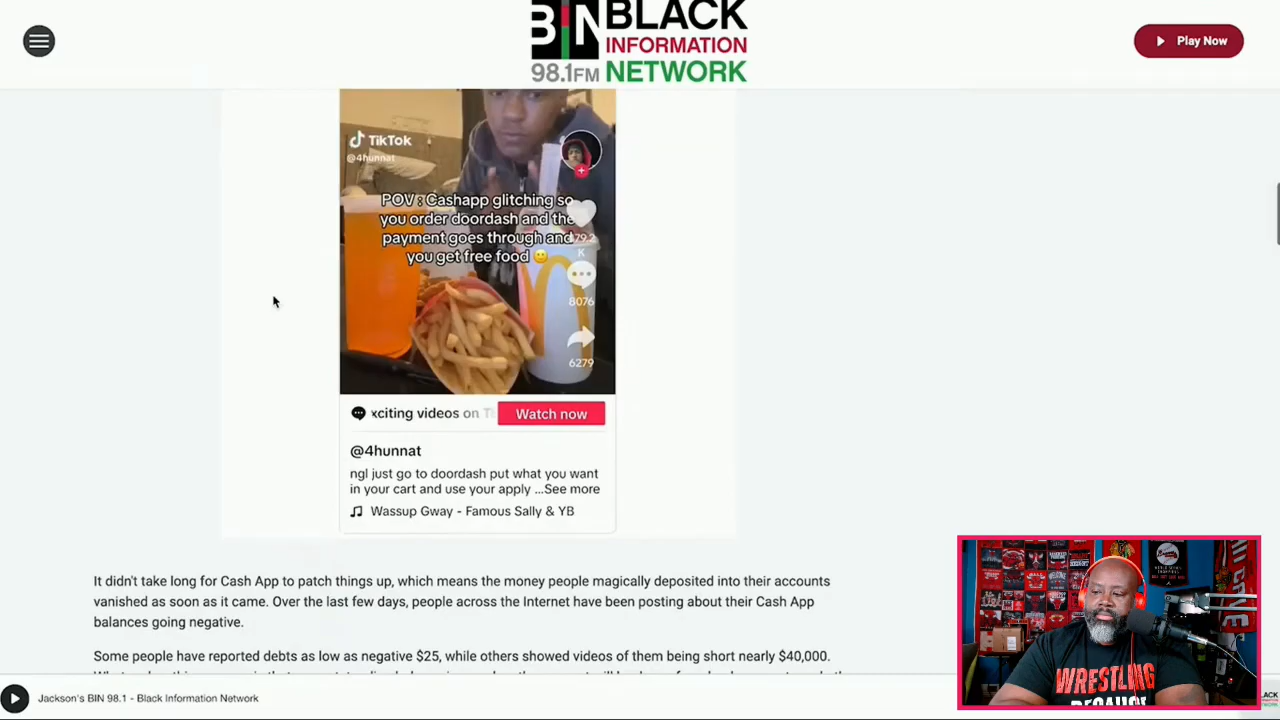 BIN BLACK
INFORMATION
98.1FM NETWORK
Play Now
TikTok
@4hunnat
POV : Cashapp glitching so
you order doordash and the
payment goes through and
you get free food 🙂
79.2
K
8076
6279
xciting videos on T
Watch now
@4hunnat
ngl just go to doordash put what you want
in your cart and use your apply ...See more
Wassup Gway - Famous Sally & YB
It didn't take long for Cash App to patch things up, which means the money people magically deposited into their accounts
vanished as soon as it came. Over the last few days, people across the Internet have been posting about their Cash App
balances going negative.
Some people have reported debts as low as negative $25, while others showed videos of them being short nearly $40,000.
Jackson's BIN 98.1 - Black Information Network
WRESTLING
BECAUSE